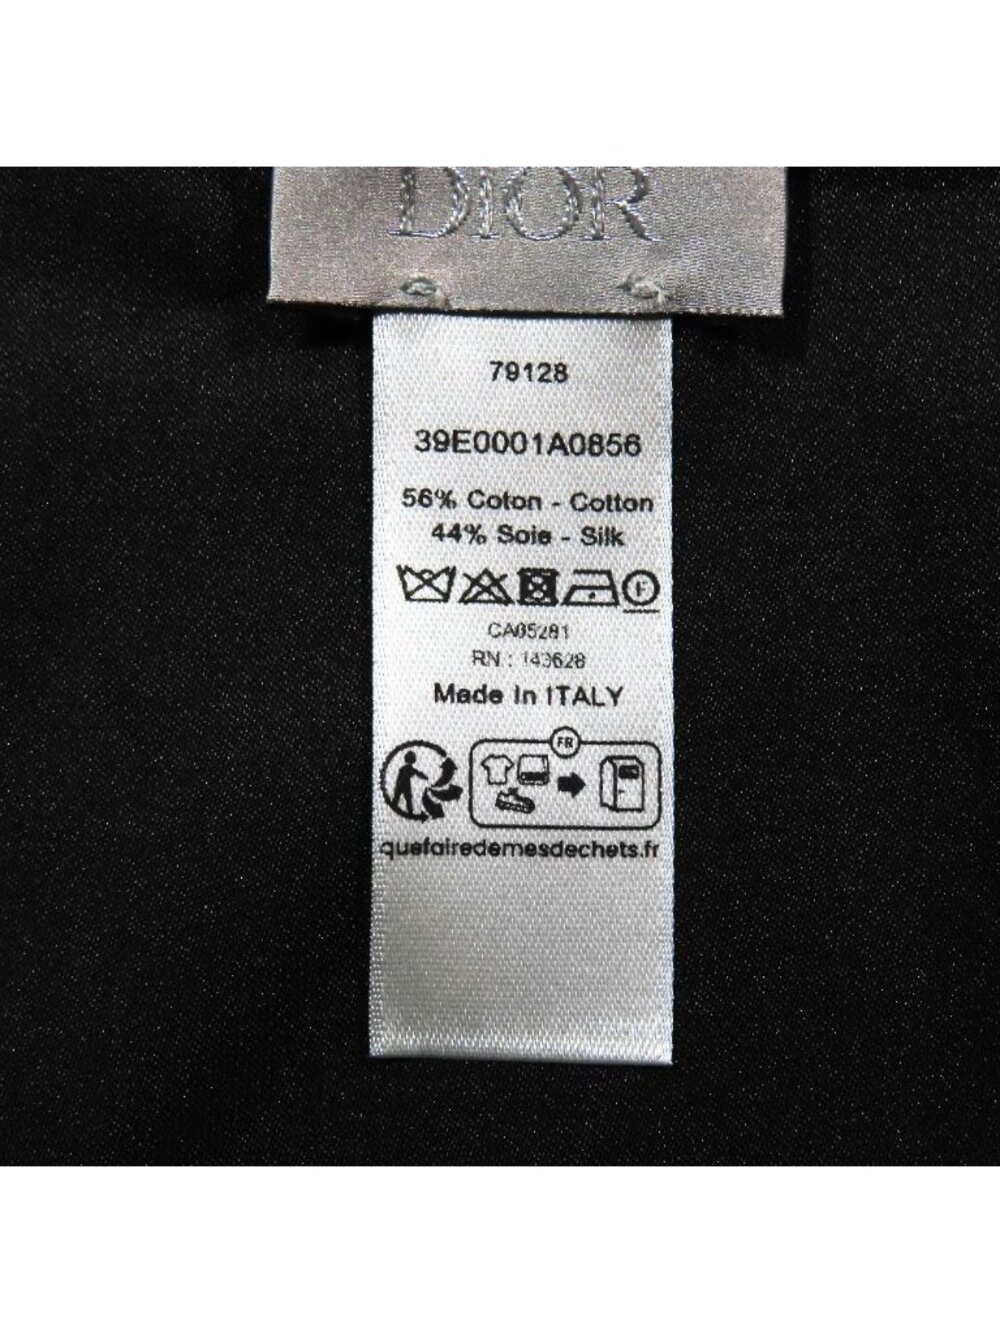 DIOR
79128
39E0001A0856
56% Coton - Cotton
44% Soie - Silk
F
CA05281
RN : 143628
Made In ITALY
FR
quefairedemesdechets.fr